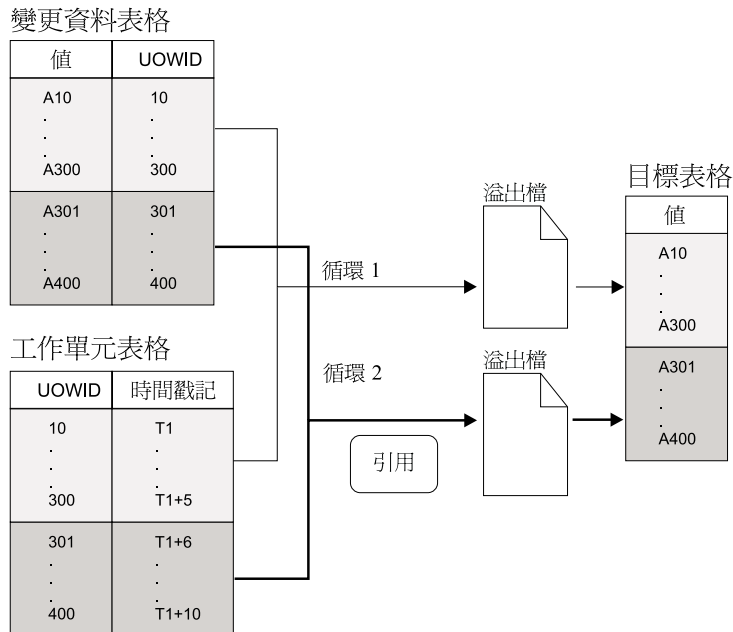 變更資料表格
值 UOWID
A10 10
. .
. .
. .
A300 300
A301 301
. .
. .
. .
A400 400
工作單元表格
UOWID 時間戳記
10 T1
. .
. .
. .
300 T1+5
301 T1+6
. .
. .
. .
400 T1+10
循環 1
循環 2
引用
溢出檔
溢出檔
目標表格
值
A10
.
.
.
A300
A301
.
.
.
A400